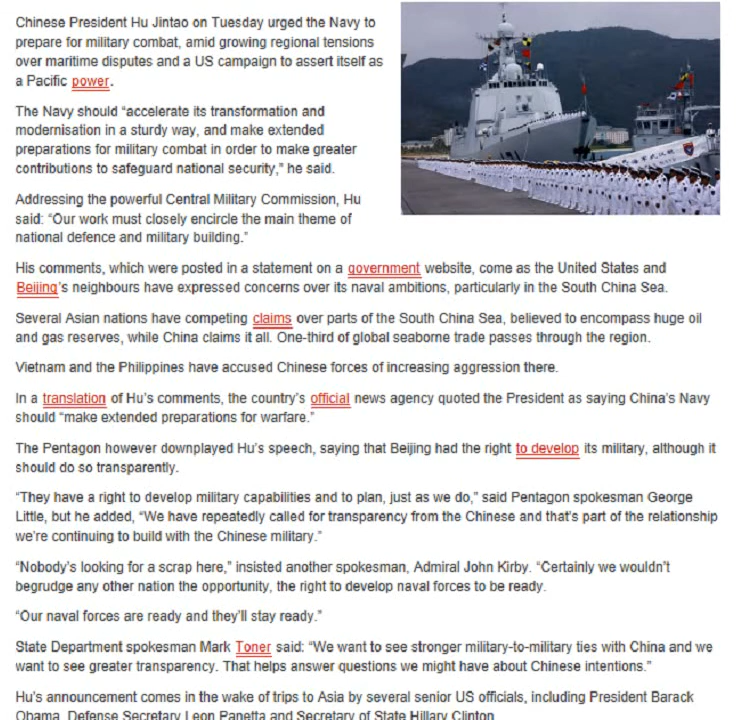 Chinese President Hu Jintao on Tuesday urged the Navy to
prepare for military combat, amid growing regional tensions
over maritime disputes and a US campaign to assert itself as
a Pacific power.
The Navy should “accelerate its transformation and
modernisation in a sturdy way, and make extended
preparations for military combat in order to make greater
contributions to safeguard national security,” he said.
Addressing the powerful Central Military Commission, Hu
said: “Our work must closely encircle the main theme of
national defence and military building.”
His comments, which were posted in a statement on a government website, come as the United States and
Beijing’s neighbours have expressed concerns over its naval ambitions, particularly in the South China Sea.
Several Asian nations have competing claims over parts of the South China Sea, believed to encompass huge oil
and gas reserves, while China claims it all. One-third of global seaborne trade passes through the region.
Vietnam and the Philippines have accused Chinese forces of increasing aggression there.
In a translation of Hu’s comments, the country’s official news agency quoted the President as saying China’s Navy
should “make extended preparations for warfare.”
The Pentagon however downplayed Hu’s speech, saying that Beijing had the right to develop its military, although it
should do so transparently.
“They have a right to develop military capabilities and to plan, just as we do,” said Pentagon spokesman George
Little, but he added, “We have repeatedly called for transparency from the Chinese and that’s part of the relationship
we’re continuing to build with the Chinese military.”
“Nobody’s looking for a scrap here,” insisted another spokesman, Admiral John Kirby. “Certainly we wouldn’t
begrudge any other nation the opportunity, the right to develop naval forces to be ready.
“Our naval forces are ready and they’ll stay ready.”
State Department spokesman Mark Toner said: “We want to see stronger military-to-military ties with China and we
want to see greater transparency. That helps answer questions we might have about Chinese intentions.”
Hu’s announcement comes in the wake of trips to Asia by several senior US officials, including President Barack
Obama, Defense Secretary Leon Panetta and Secretary of State Hillary Clinton